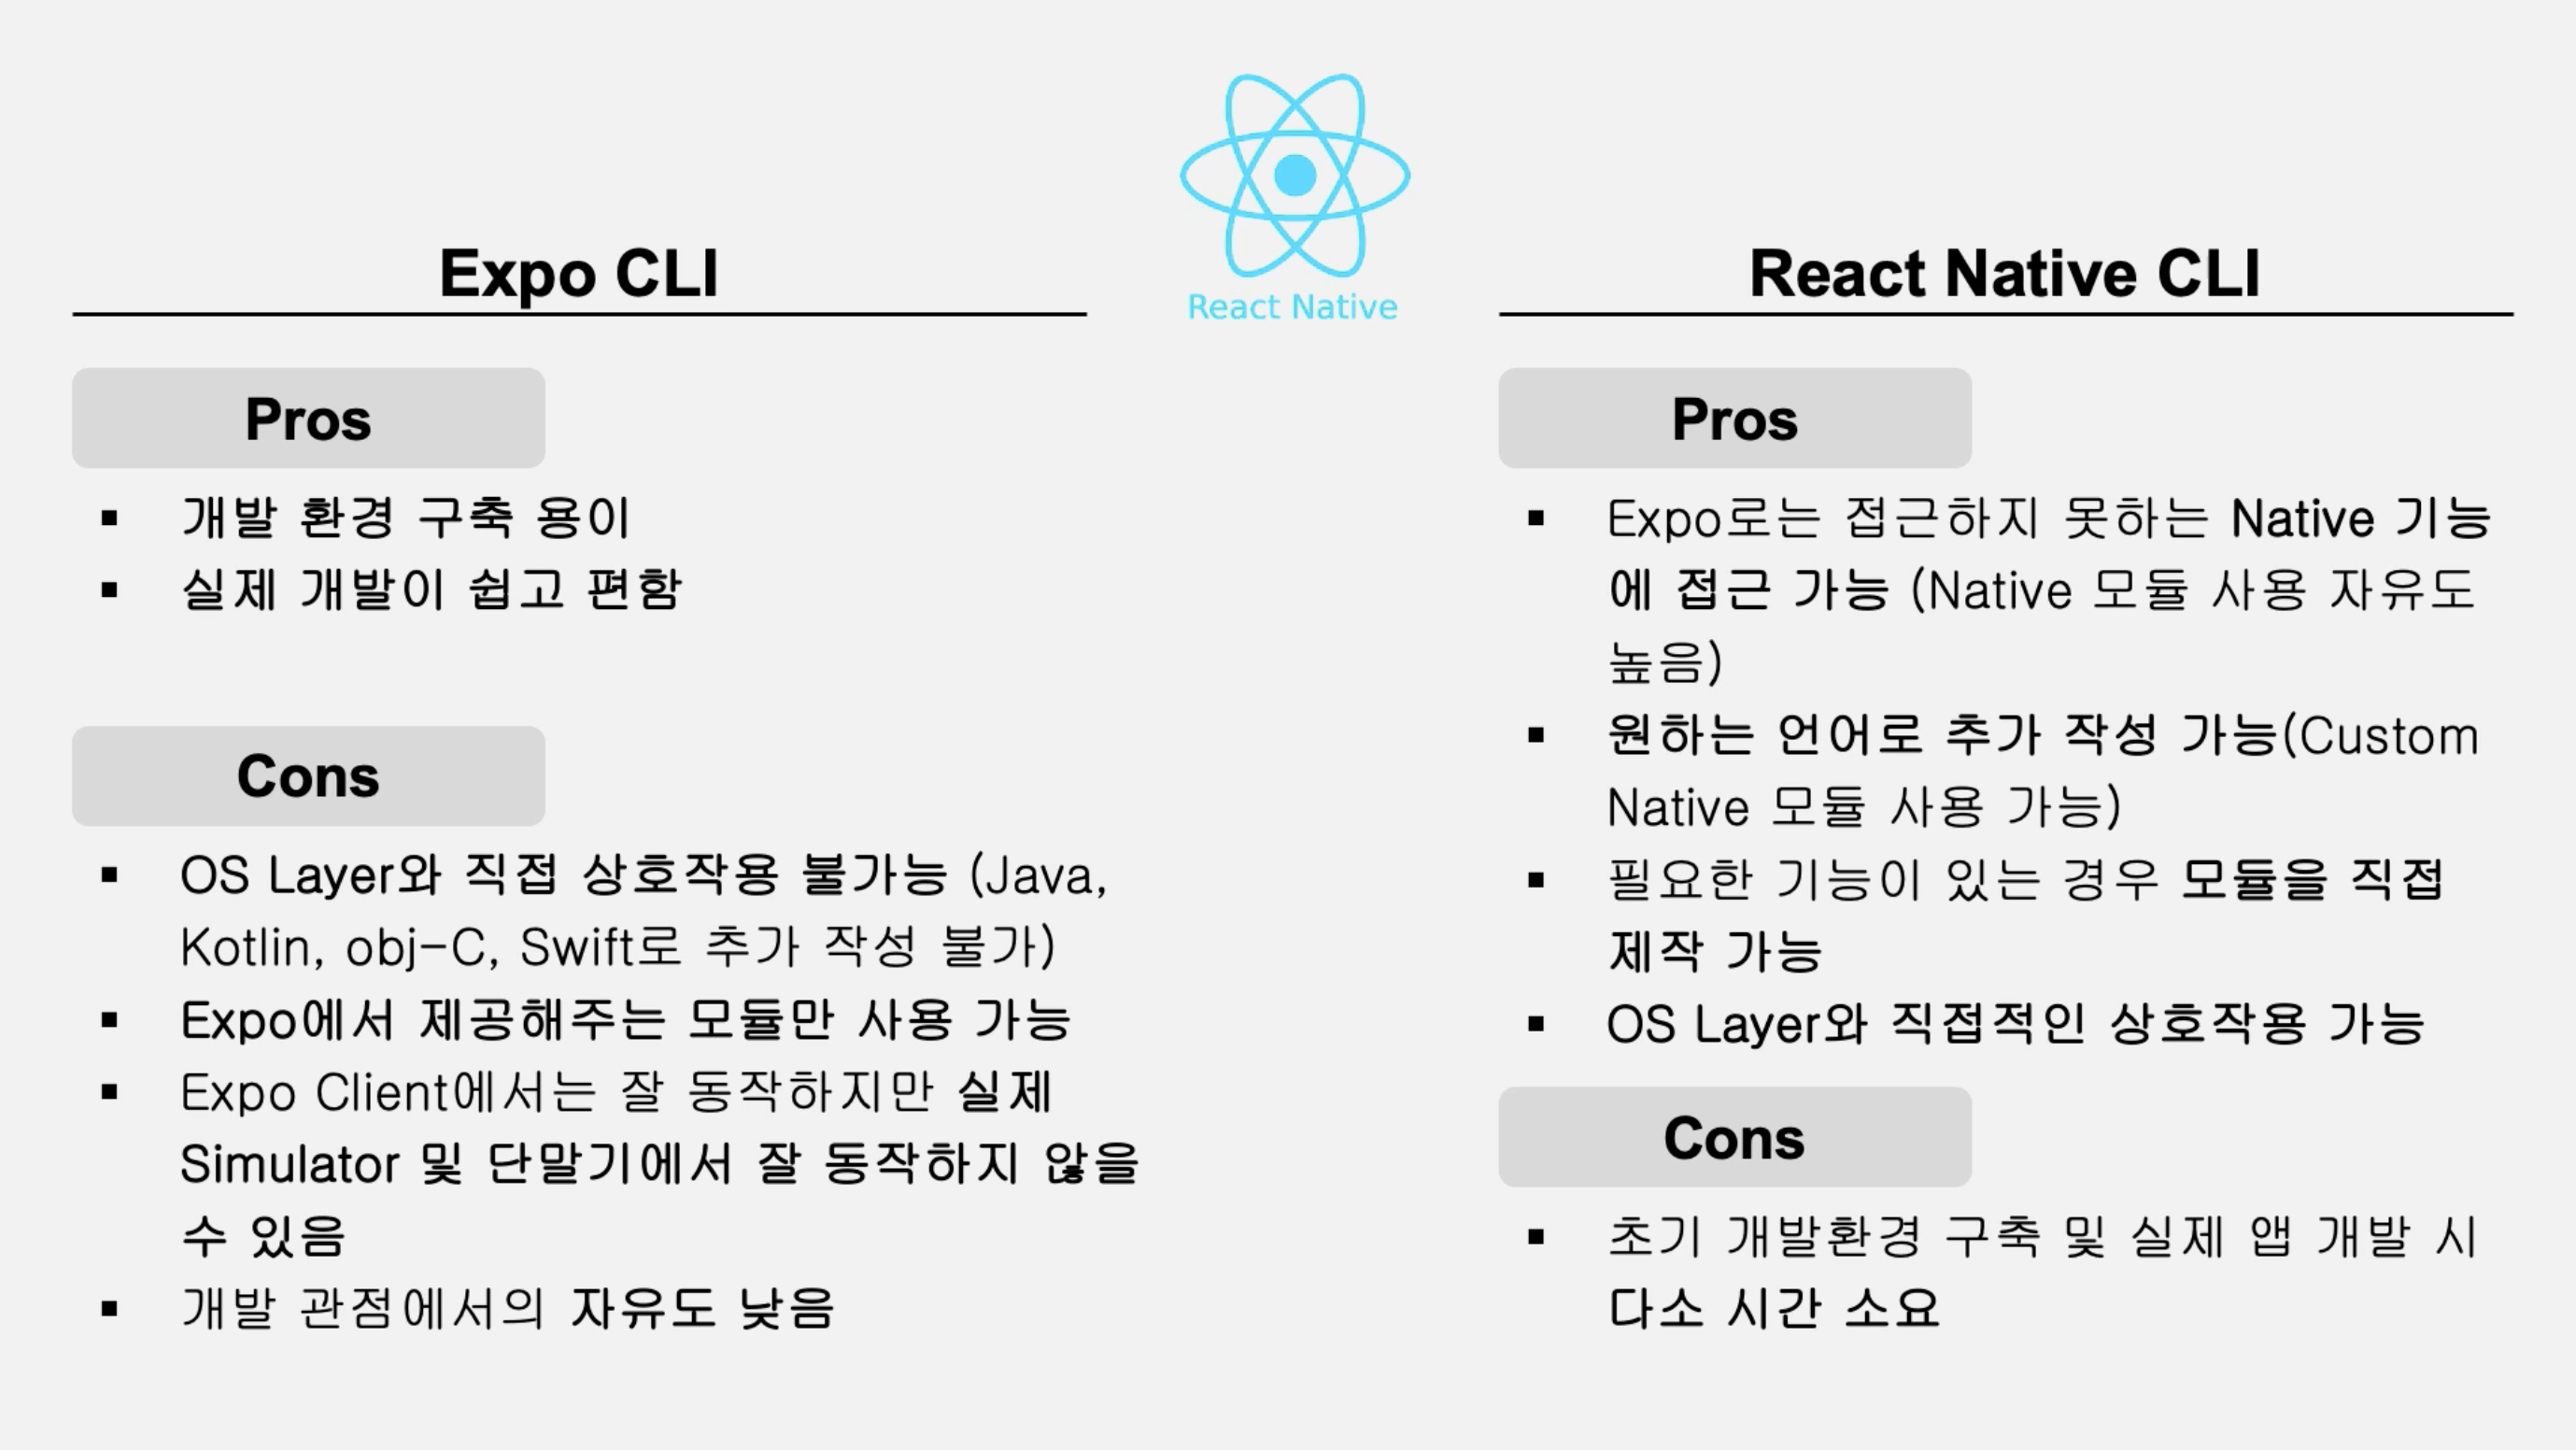 React Native
Expo CLI
Pros
▪ 개발 환경 구축 용이
▪ 실제 개발이 쉽고 편함
Cons
▪ OS Layer와 직접 상호작용 불가능 (Java,
Kotlin, obj-C, Swift로 추가 작성 불가)
▪ Expo에서 제공해주는 모듈만 사용 가능
▪ Expo Client에서는 잘 동작하지만 실제
Simulator 및 단말기에서 잘 동작하지 않을
수 있음
▪ 개발 관점에서의 자유도 낮음
React Native CLI
Pros
▪ Expo로는 접근하지 못하는 Native 기능
에 접근 가능 (Native 모듈 사용 자유도
높음)
▪ 원하는 언어로 추가 작성 가능(Custom
Native 모듈 사용 가능)
▪ 필요한 기능이 있는 경우 모듈을 직접
제작 가능
▪ OS Layer와 직접적인 상호작용 가능
Cons
▪ 초기 개발환경 구축 및 실제 앱 개발 시
다소 시간 소요